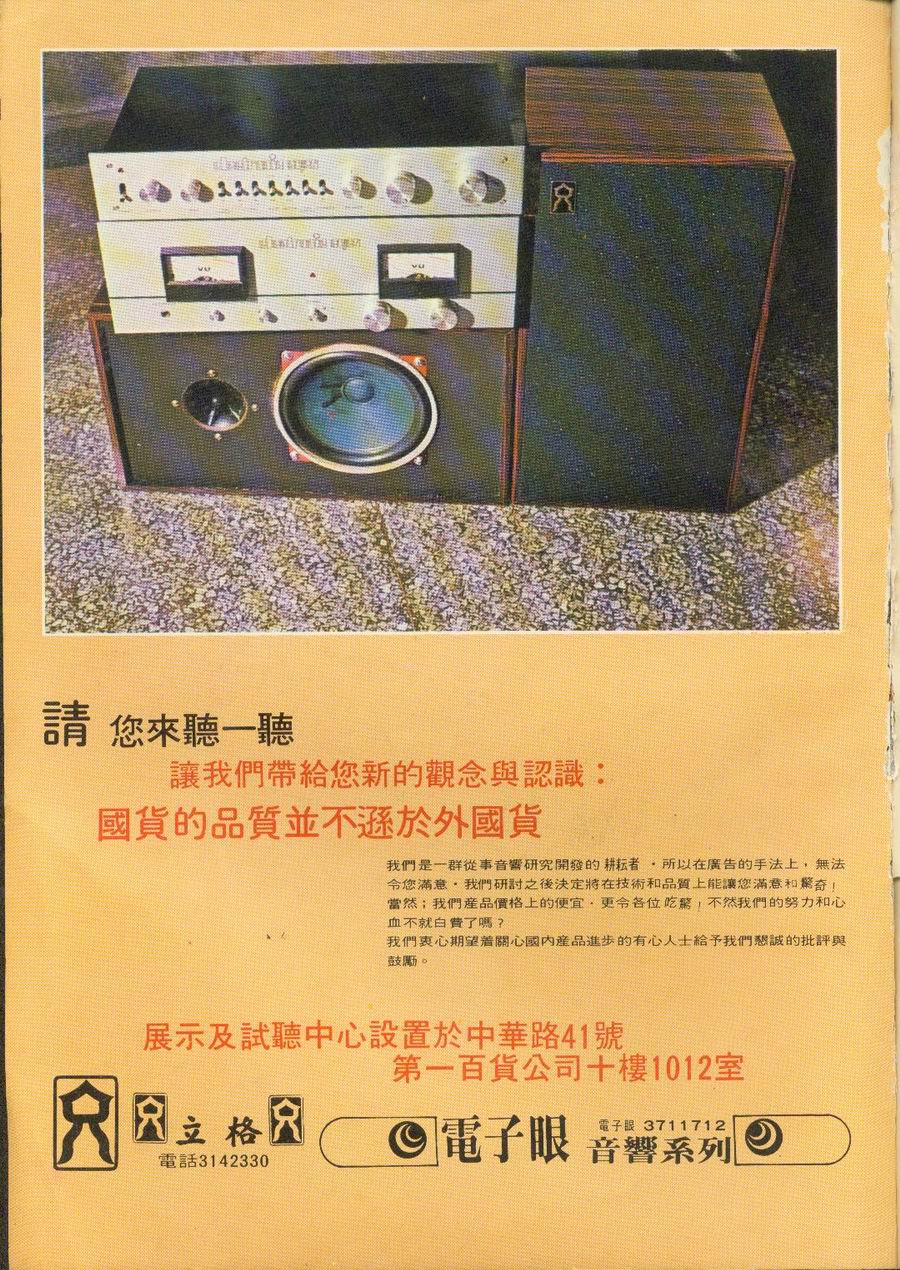 VU
VU
請 您來聽一聽
讓我們帶給您新的觀念與認識：
國貨的品質並不遜於外國貨
我們是一群從事音響研究開發的耕耘者，所以在廣告的手法上，無法
令您滿意，我們研討之後決定將在技術和品質上能讓您滿意和驚奇！
當然；我們産品價格上的便宜，更令各位吃驚！不然我們的努力和心
血不就白費了嗎？
我們衷心期望着關心國内産品進步的有心人士給予我們懇誠的批評與
鼓勵。
展示及試聽中心設置於中華路41號
第一百貨公司十樓1012室
立格
電話3142330
電子眼
電子眼 3711712
音響系列